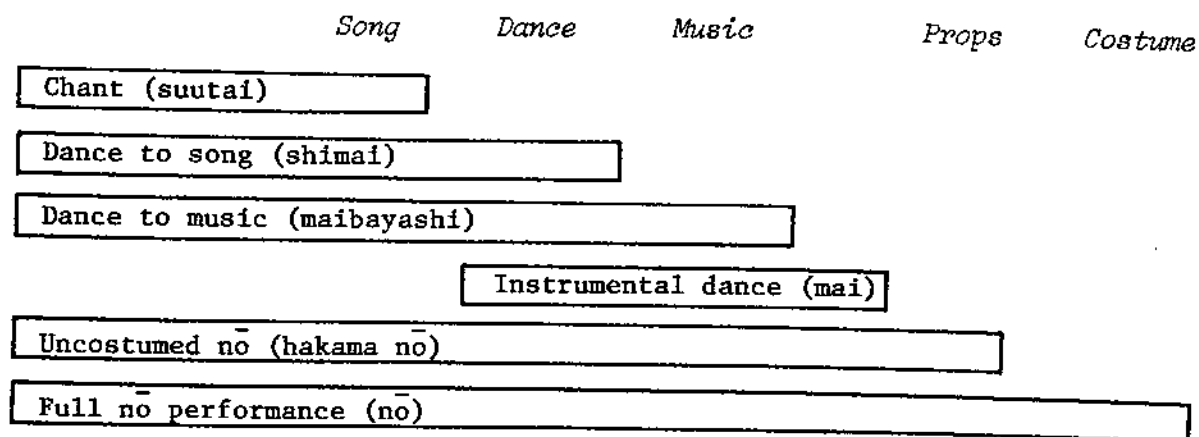 Song Dance Music Props Costume
Chant (suutai)
Dance to song (shimai)
Dance to music (maibayashi)
Instrumental dance (mai)
Uncostumed nō (hakama nō)
Full nō performance (nō)